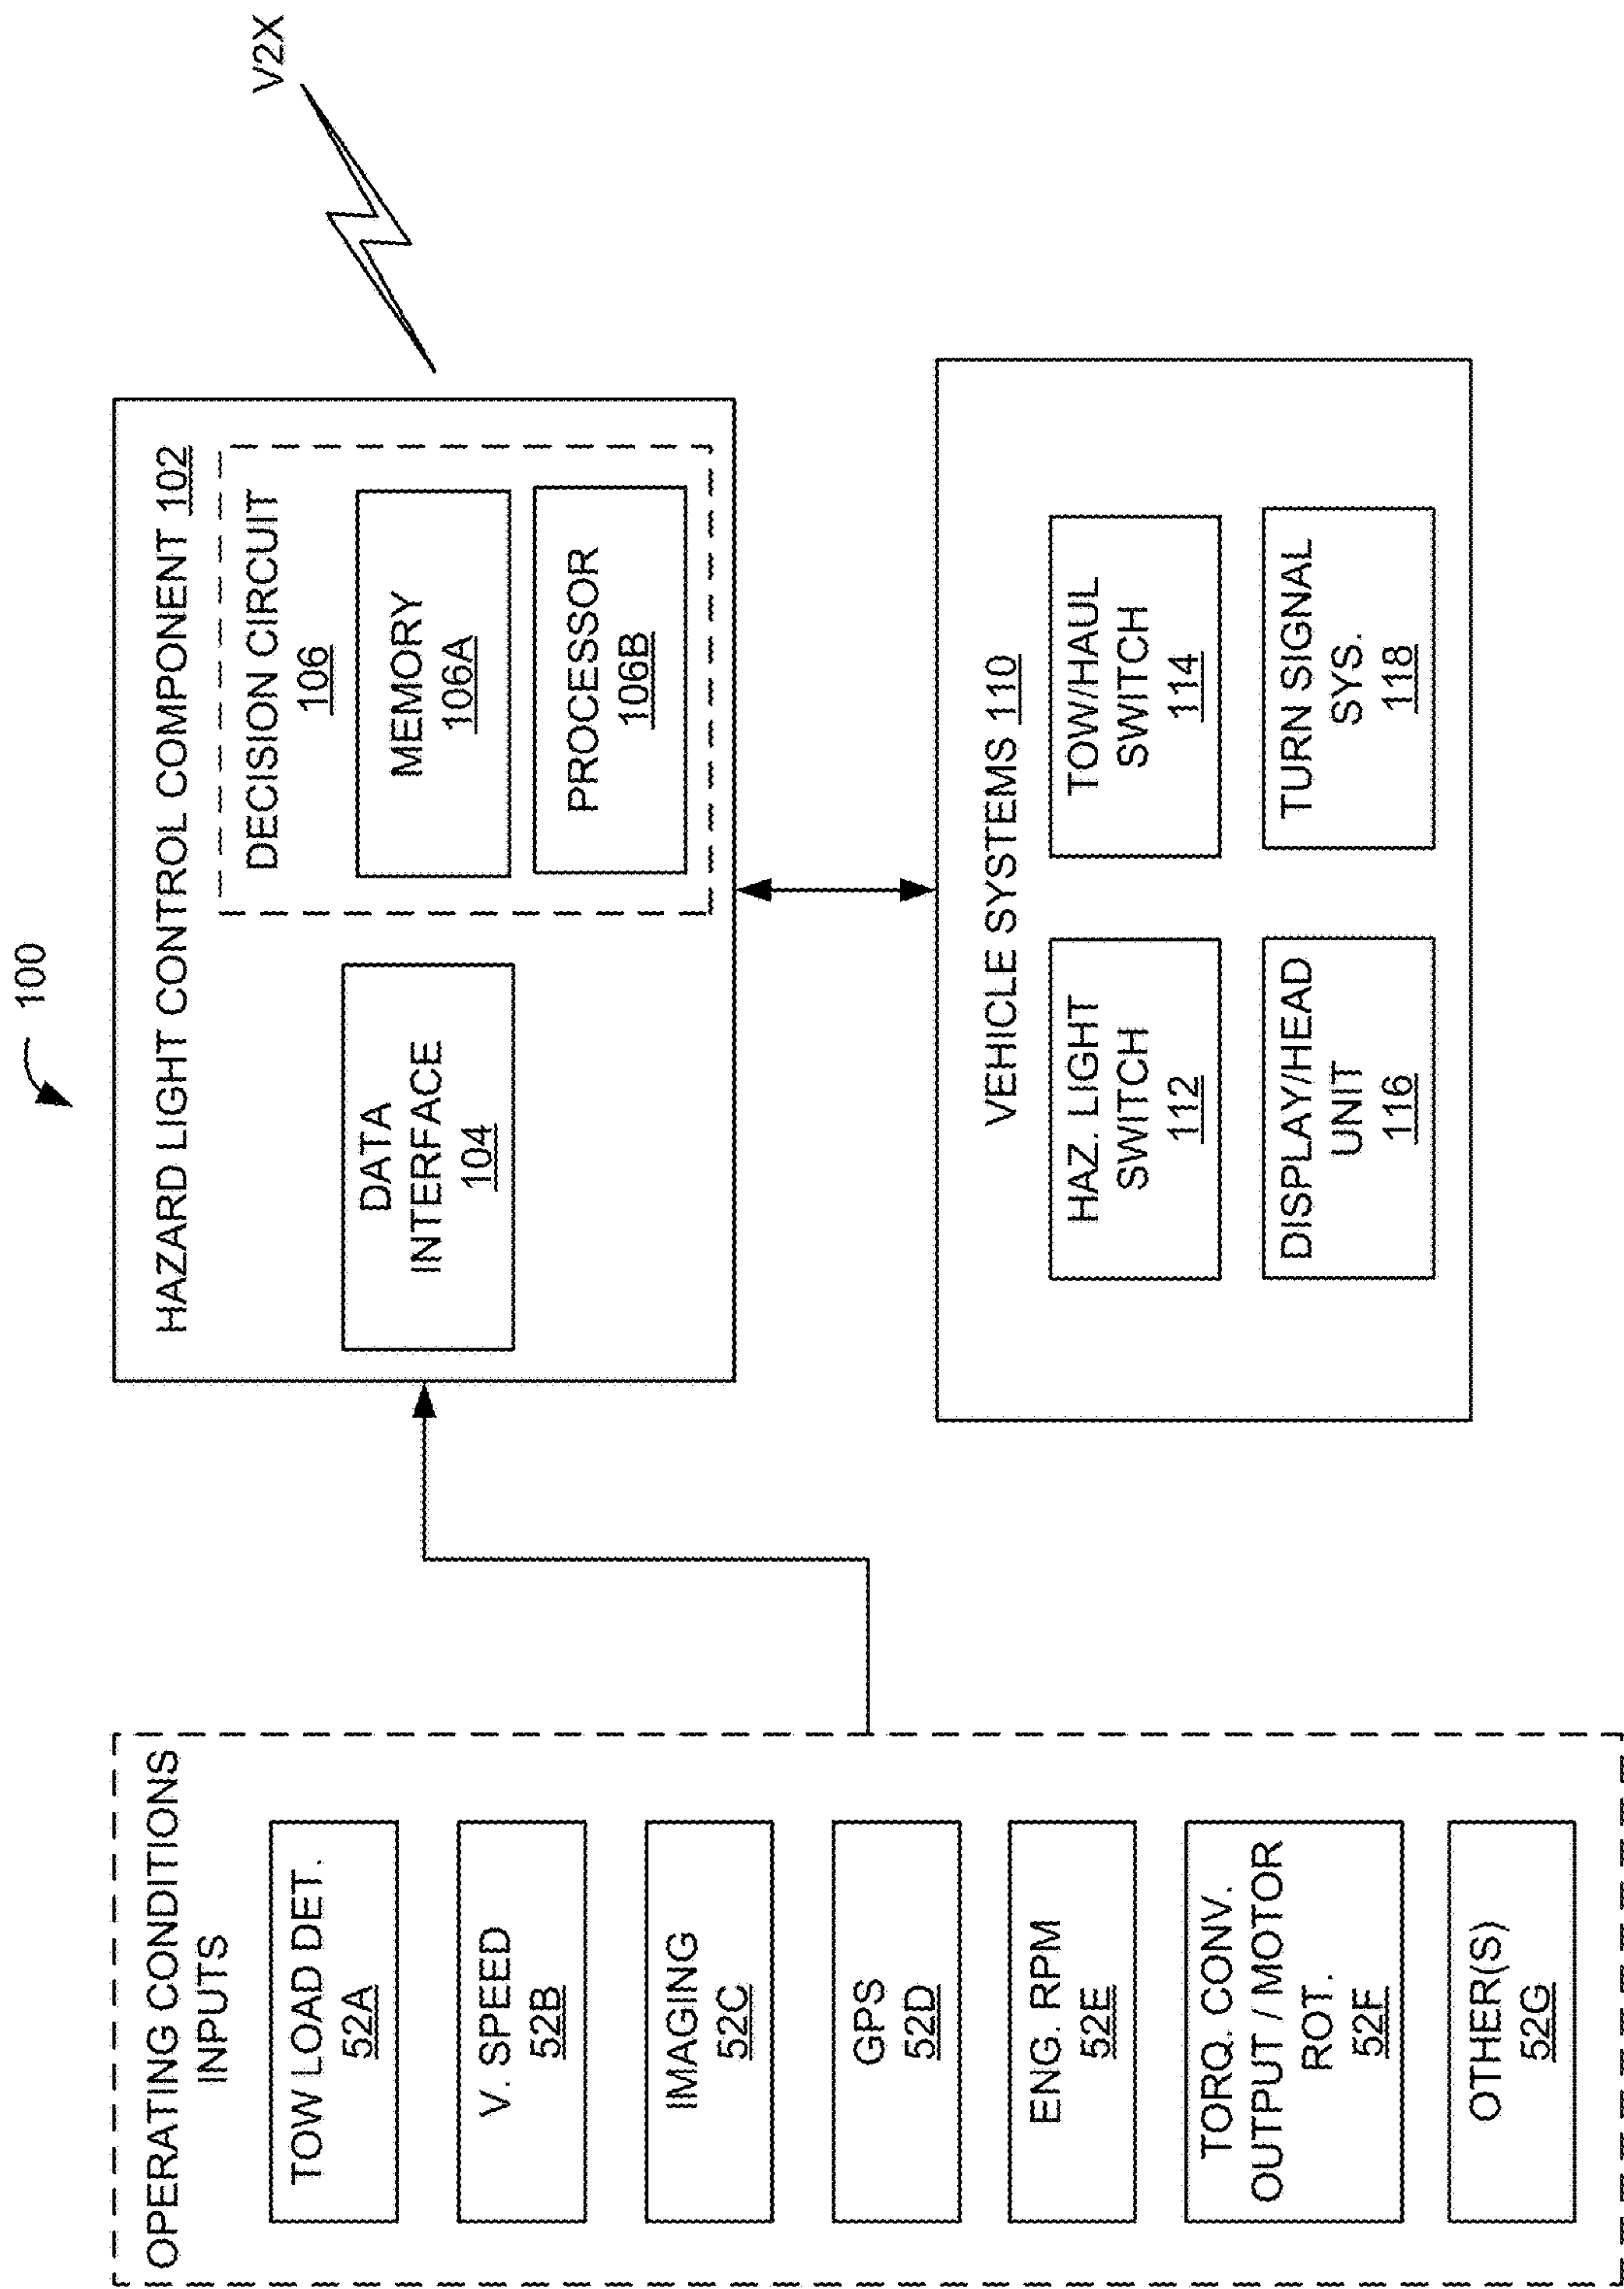 100
OPERATING CONDITIONS
INPUTS
TOW LOAD DET.
52A
V. SPEED
52B
IMAGING
52C
GPS
52D
ENG. RPM
52E
TORQ. CONV.
OUTPUT / MOTOR
ROT.
52F
OTHER(S)
52G
HAZARD LIGHT CONTROL COMPONENT 102
DATA
INTERFACE
104
DECISION CIRCUIT
106
MEMORY
106A
PROCESSOR
106B
V2X
VEHICLE SYSTEMS 110
HAZ. LIGHT
SWITCH
112
TOW/HAUL
SWITCH
114
DISPLAY/HEAD
UNIT
116
TURN SIGNAL
SYS.
118